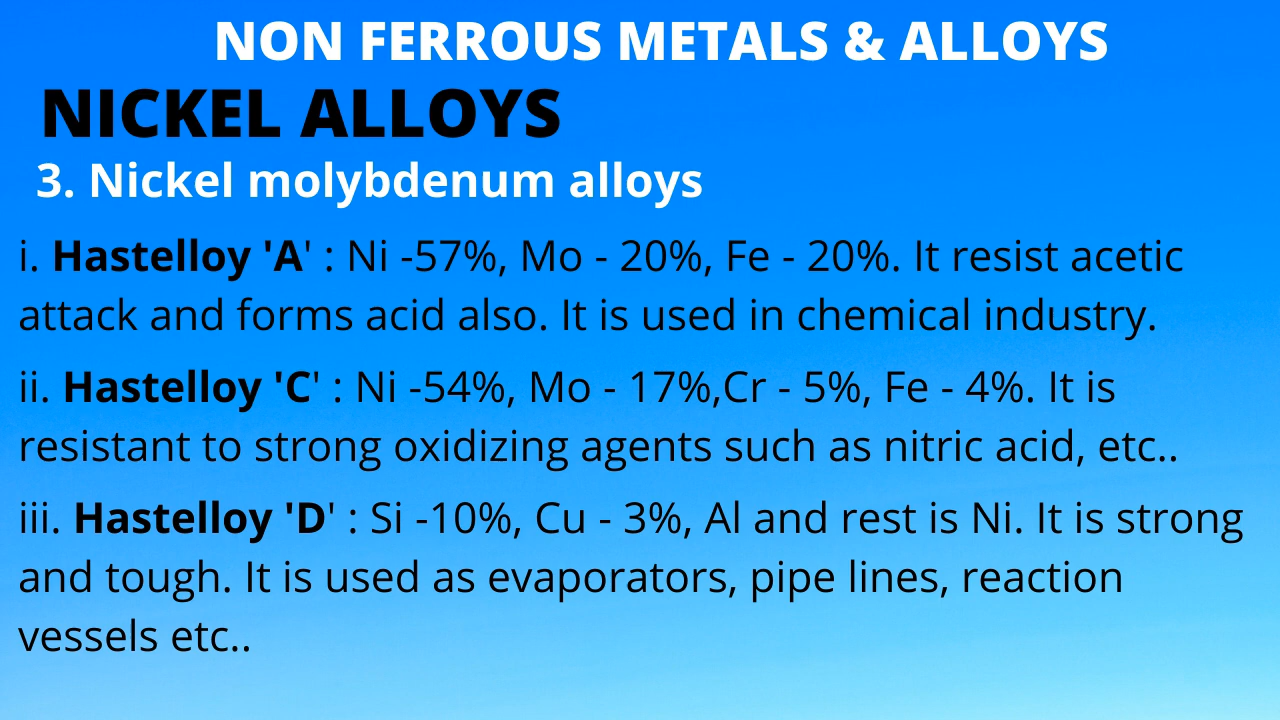 NON FERROUS METALS & ALLOYS
NICKEL ALLOYS
3. Nickel molybdenum alloys
i. Hastelloy 'A' : Ni -57%, Mo - 20%, Fe - 20%. It resist acetic
attack and forms acid also. It is used in chemical industry.
ii. Hastelloy 'C' : Ni -54%, Mo - 17%,Cr - 5%, Fe - 4%. It is
resistant to strong oxidizing agents such as nitric acid, etc..
iii. Hastelloy 'D' : Si -10%, Cu - 3%, Al and rest is Ni. It is strong
and tough. It is used as evaporators, pipe lines, reaction
vessels etc..